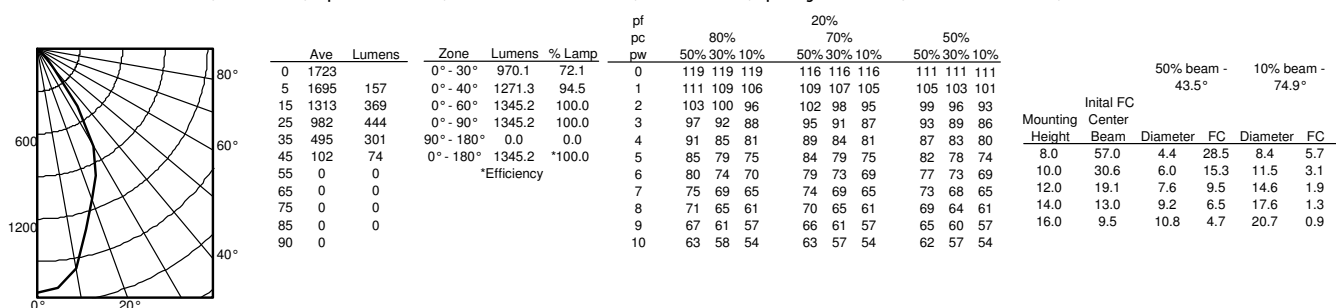 80°
60°
40°
20°
0°
600
1200
Ave Lumens
0 1723
5 1695 157
15 1313 369
25 982 444
35 495 301
45 102 74
55 0 0
65 0 0
75 0 0
85 0 0
90 0
Zone Lumens % Lamp
0° - 30° 970.1 72.1
0° - 40° 1271.3 94.5
0° - 60° 1345.2 100.0
0° - 90° 1345.2 100.0
90° - 180° 0.0 0.0
0° - 180° 1345.2 *100.0
*Efficiency
pf 20%
pc 80% 70% 50%
pw 50% 30% 10% 50% 30% 10% 50% 30% 10%
0 119 119 119 116 116 116 111 111 111
1 111 109 106 109 107 105 105 103 101
2 103 100 96 102 98 95 99 96 93
3 97 92 88 95 91 87 93 89 86
4 91 85 81 89 84 81 87 83 80
5 85 79 75 84 79 75 82 78 74
6 80 74 70 79 73 69 77 73 69
7 75 69 65 74 69 65 73 68 65
8 71 65 61 70 65 61 69 64 61
9 67 61 57 66 61 57 65 60 57
10 63 58 54 63 57 54 62 57 54
50% beam - 10% beam -
43.5° 74.9°
Inital FC
Mounting Center
Height Beam Diameter FC Diameter FC
8.0 57.0 4.4 28.5 8.4 5.7
10.0 30.6 6.0 15.3 11.5 3.1
12.0 19.1 7.6 9.5 14.6 1.9
14.0 13.0 9.2 6.5 17.6 1.3
16.0 9.5 10.8 4.7 20.7 0.9